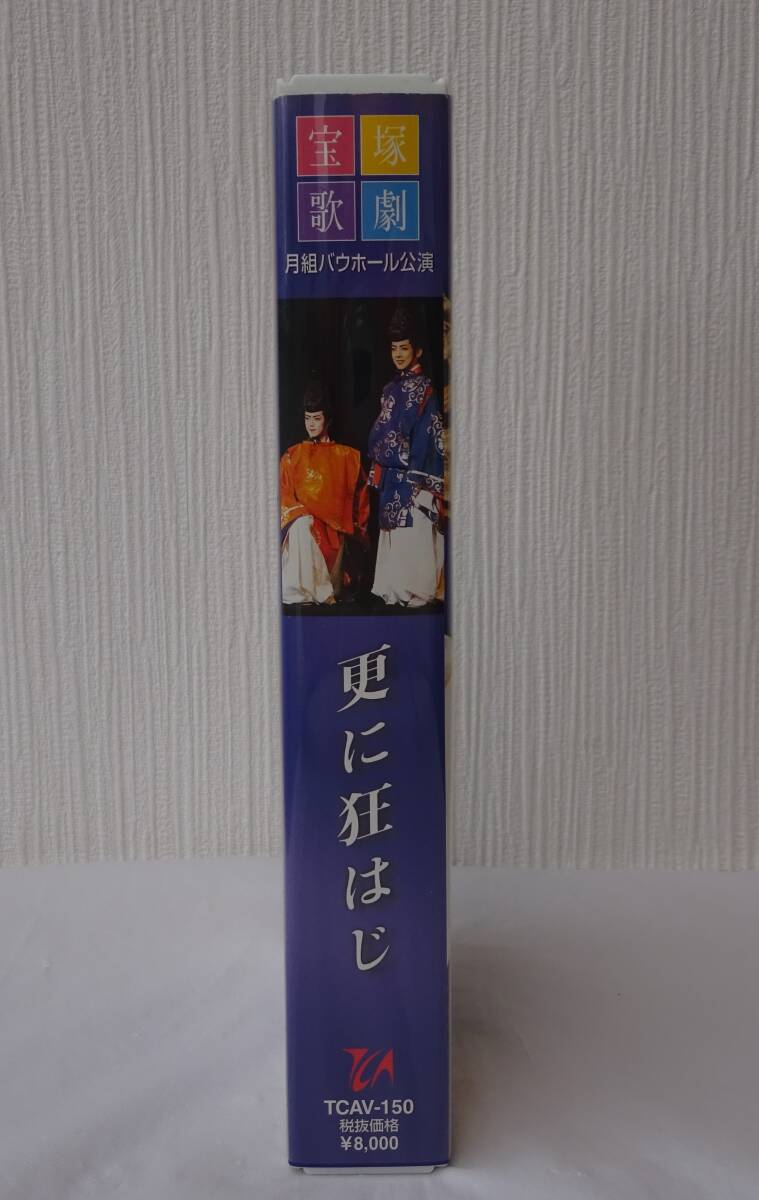 宝塚
歌劇
月組バウホール公演
更に狂はじ
TCA
TCAV-150
税抜価格
¥8,000